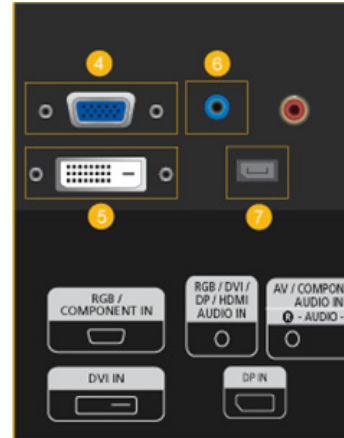 4
6
5
7
RGB /
COMPONENT IN
RGB / DVI /
DP / HDMI
AUDIO IN
AV / COMPON
AUDIO IN
R - AUDIO -
DVI IN
DP IN